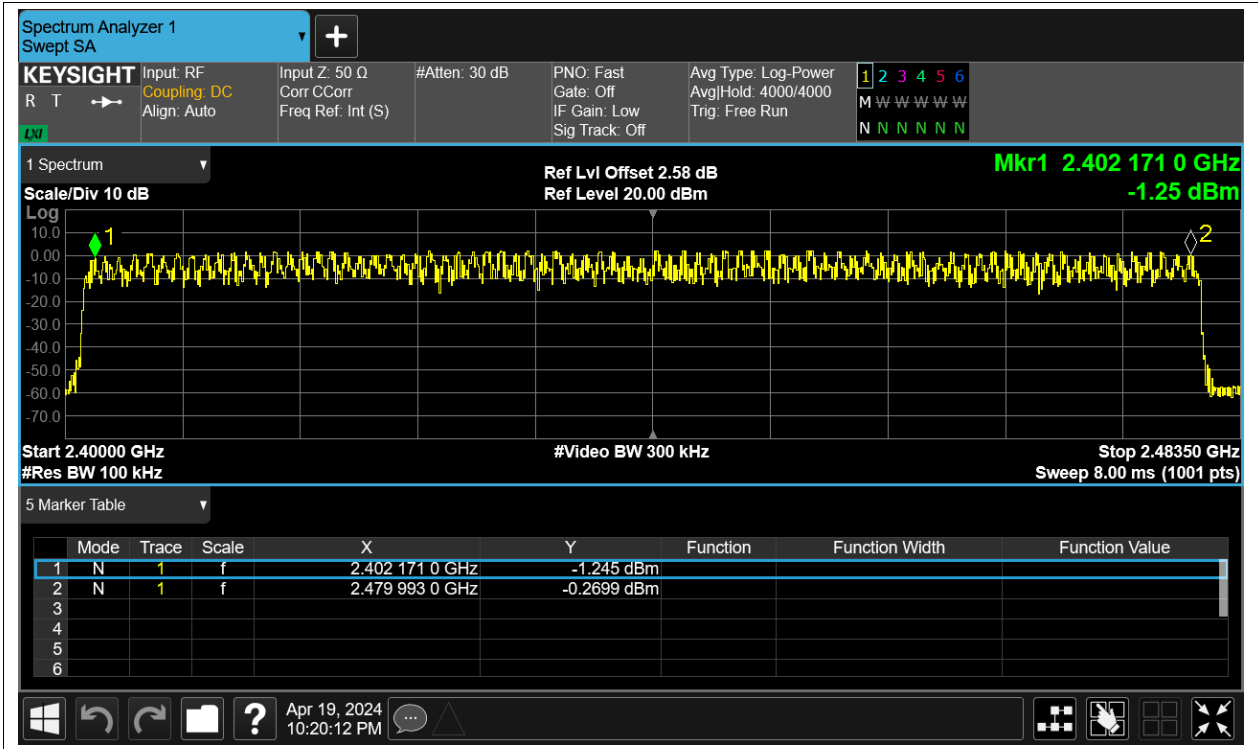 Spectrum Analyzer 1
Swept SA
KEYSIGHT
R T
LXI
Input: RF
Coupling: DC
Align: Auto
Input Z: 50 Ω
Corr CCorr
Freq Ref: Int (S)
#Atten: 30 dB
PNO: Fast
Gate: Off
IF Gain: Low
Sig Track: Off
Avg Type: Log-Power
Avg|Hold: 4000/4000
Trig: Free Run
1 2 3 4 5 6
M W W W W W
N N N N N N
1 Spectrum
Scale/Div 10 dB
Ref Lvl Offset 2.58 dB
Ref Level 20.00 dBm
Mkr1 2.402 171 0 GHz
-1.25 dBm
Log
10.0
0.00
-10.0
-20.0
-30.0
-40.0
-50.0
-60.0
-70.0
1
2
Start 2.40000 GHz
#Res BW 100 kHz
#Video BW 300 kHz
Stop 2.48350 GHz
Sweep 8.00 ms (1001 pts)
5 Marker Table
Mode Trace Scale X Y Function Function Width Function Value
1 N 1 f 2.402 171 0 GHz -1.245 dBm
2 N 1 f 2.479 993 0 GHz -0.2699 dBm
3
4
5
6
?
Apr 19, 2024
10:20:12 PM